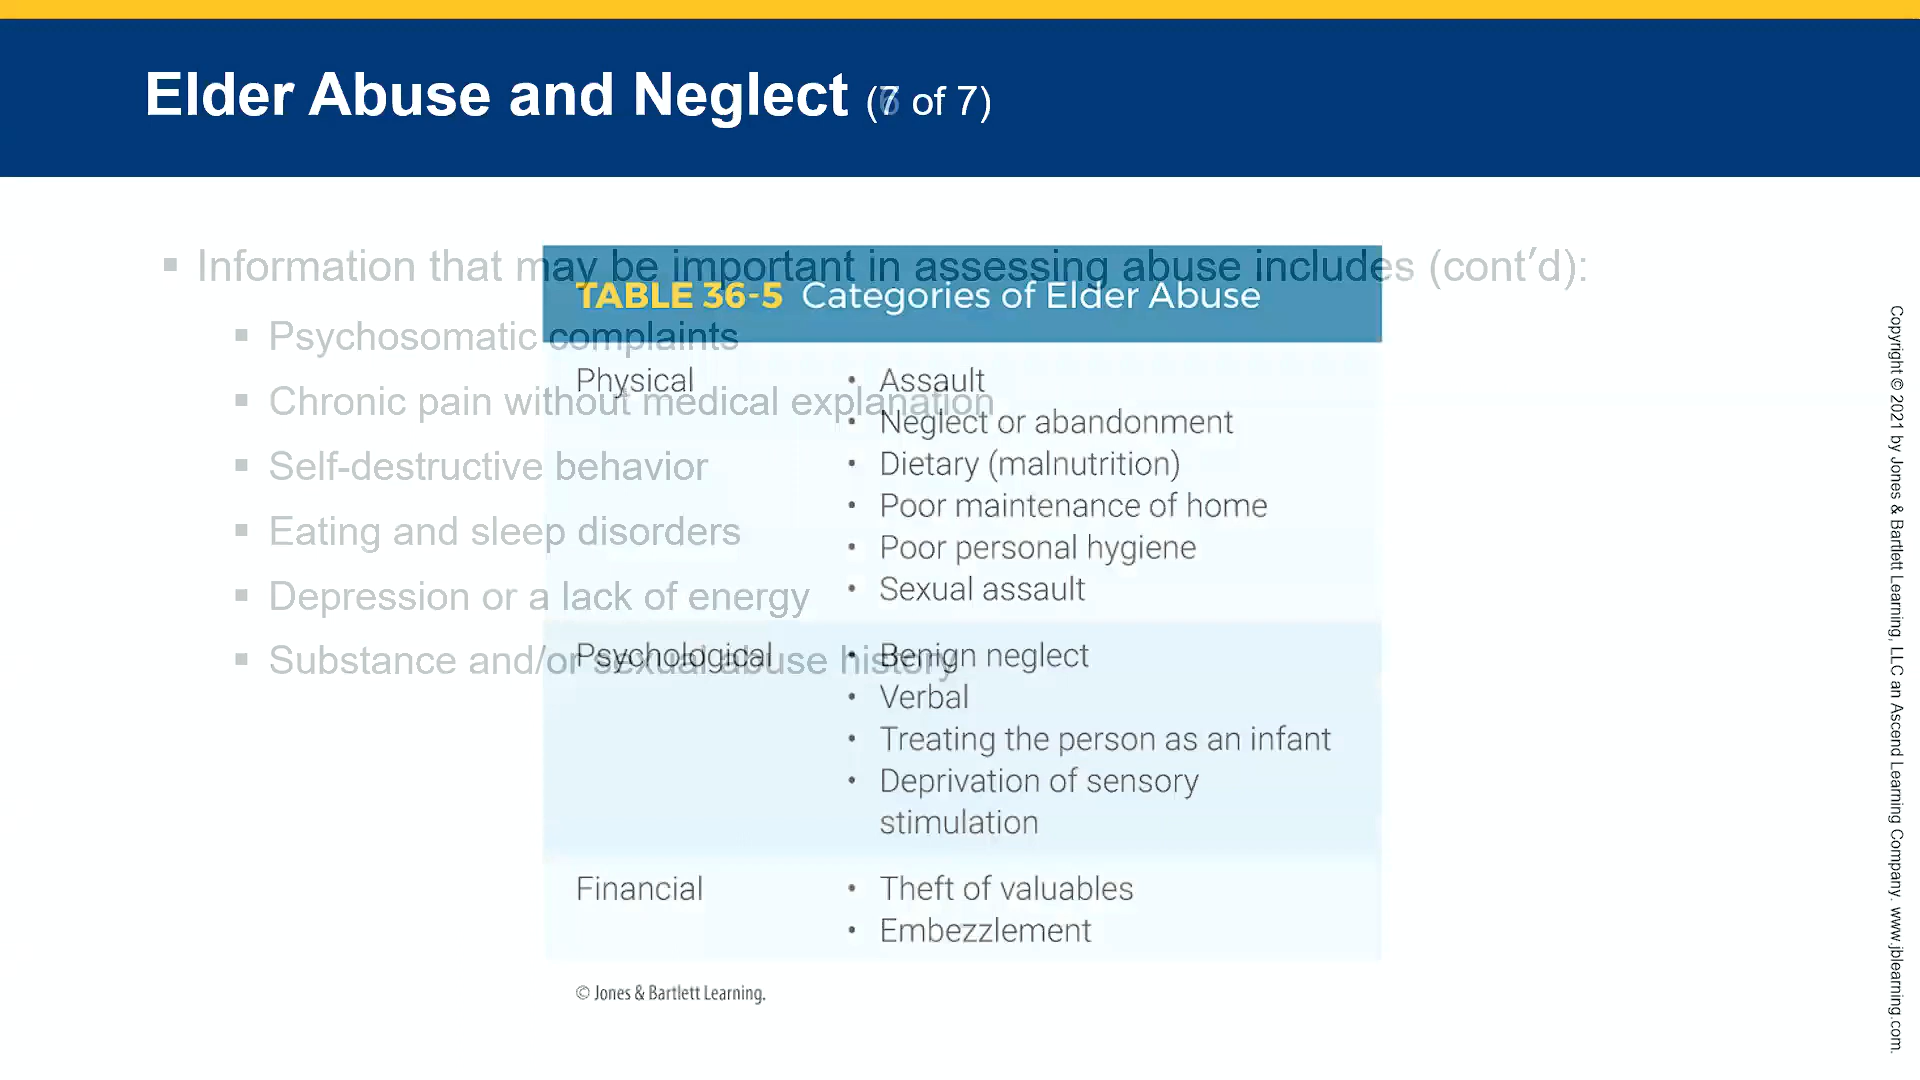 Elder Abuse and Neglect (7 of 7)
▪ Information that may be important in assessing abuse includes (cont’d):
▪ Psychosomatic complaints
▪ Chronic pain without medical explanation
▪ Self-destructive behavior
▪ Eating and sleep disorders
▪ Depression or a lack of energy
▪ Substance and/or sexual abuse history
TABLE 36-5 Categories of Elder Abuse
Physical
• Assault
• Neglect or abandonment
• Dietary (malnutrition)
• Poor maintenance of home
• Poor personal hygiene
• Sexual assault
Psychological
• Benign neglect
• Verbal
• Treating the person as an infant
• Deprivation of sensory
stimulation
Financial
• Theft of valuables
• Embezzlement
© Jones & Bartlett Learning.
Copyright © 2021 by Jones & Bartlett Learning, LLC an Ascend Learning Company. www.jblearning.com.